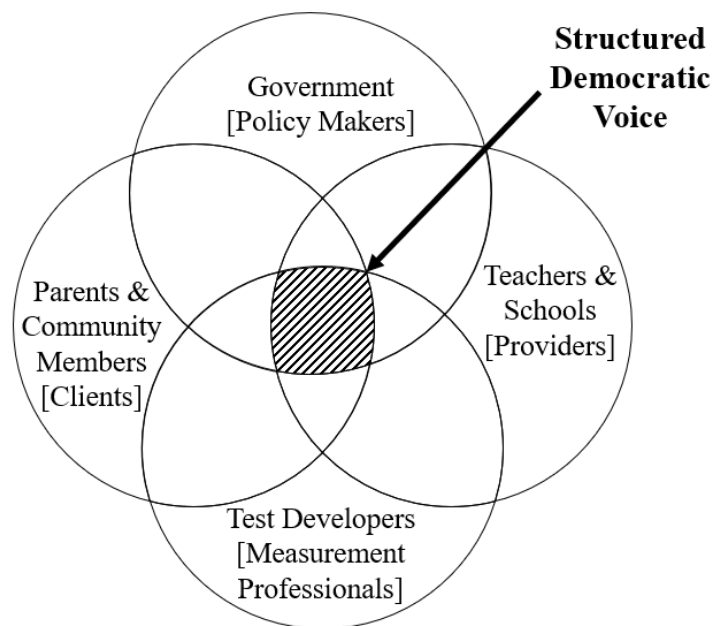 Structured
Democratic
Voice
Government
[Policy Makers]
Parents &
Community
Members
[Clients]
Teachers &
Schools
[Providers]
Test Developers
[Measurement
Professionals]